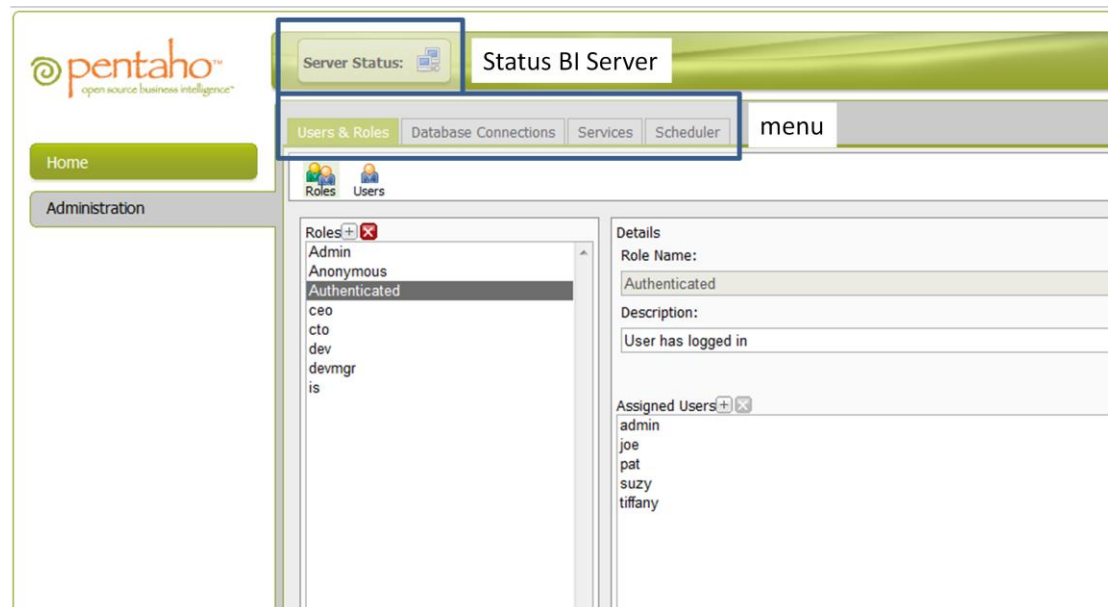 pentaho™
open source business intelligence™
Server Status:
Status BI Server
Users & Roles Database Connections Services Scheduler
menu
Home
Administration
Roles Users
Roles
Admin
Anonymous
Authenticated
ceo
cto
dev
devmgr
is
Details
Role Name:
Authenticated
Description:
User has logged in
Assigned Users
admin
joe
pat
suzy
tiffany